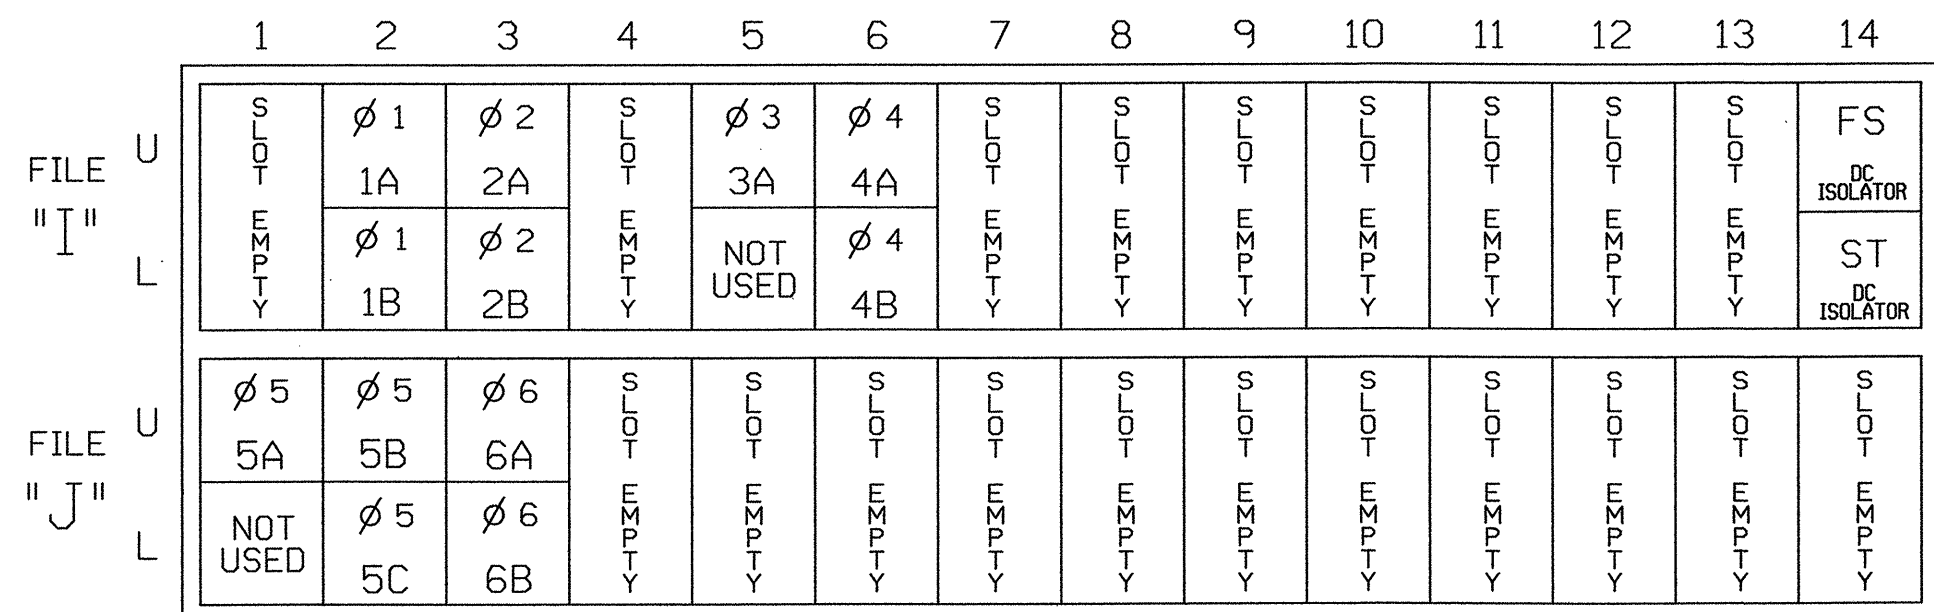 1 2 3 4 5 6 7 8 9 10 11 12 13 14
FILE "I"
U
L
SLOT EMPTY
Ø 1
1A
Ø 1
1B
Ø 2
2A
Ø 2
2B
SLOT EMPTY
Ø 3
3A
NOT
USED
Ø 4
4A
Ø 4
4B
SLOT EMPTY
SLOT EMPTY
SLOT EMPTY
SLOT EMPTY
SLOT EMPTY
SLOT EMPTY
SLOT EMPTY
FS
DC
ISOLATOR
ST
DC
ISOLATOR
FILE "J"
U
L
Ø 5
5A
NOT
USED
Ø 5
5B
Ø 5
5C
Ø 6
6A
Ø 6
6B
SLOT EMPTY
SLOT EMPTY
SLOT EMPTY
SLOT EMPTY
SLOT EMPTY
SLOT EMPTY
SLOT EMPTY
SLOT EMPTY
SLOT EMPTY
SLOT EMPTY
SLOT EMPTY